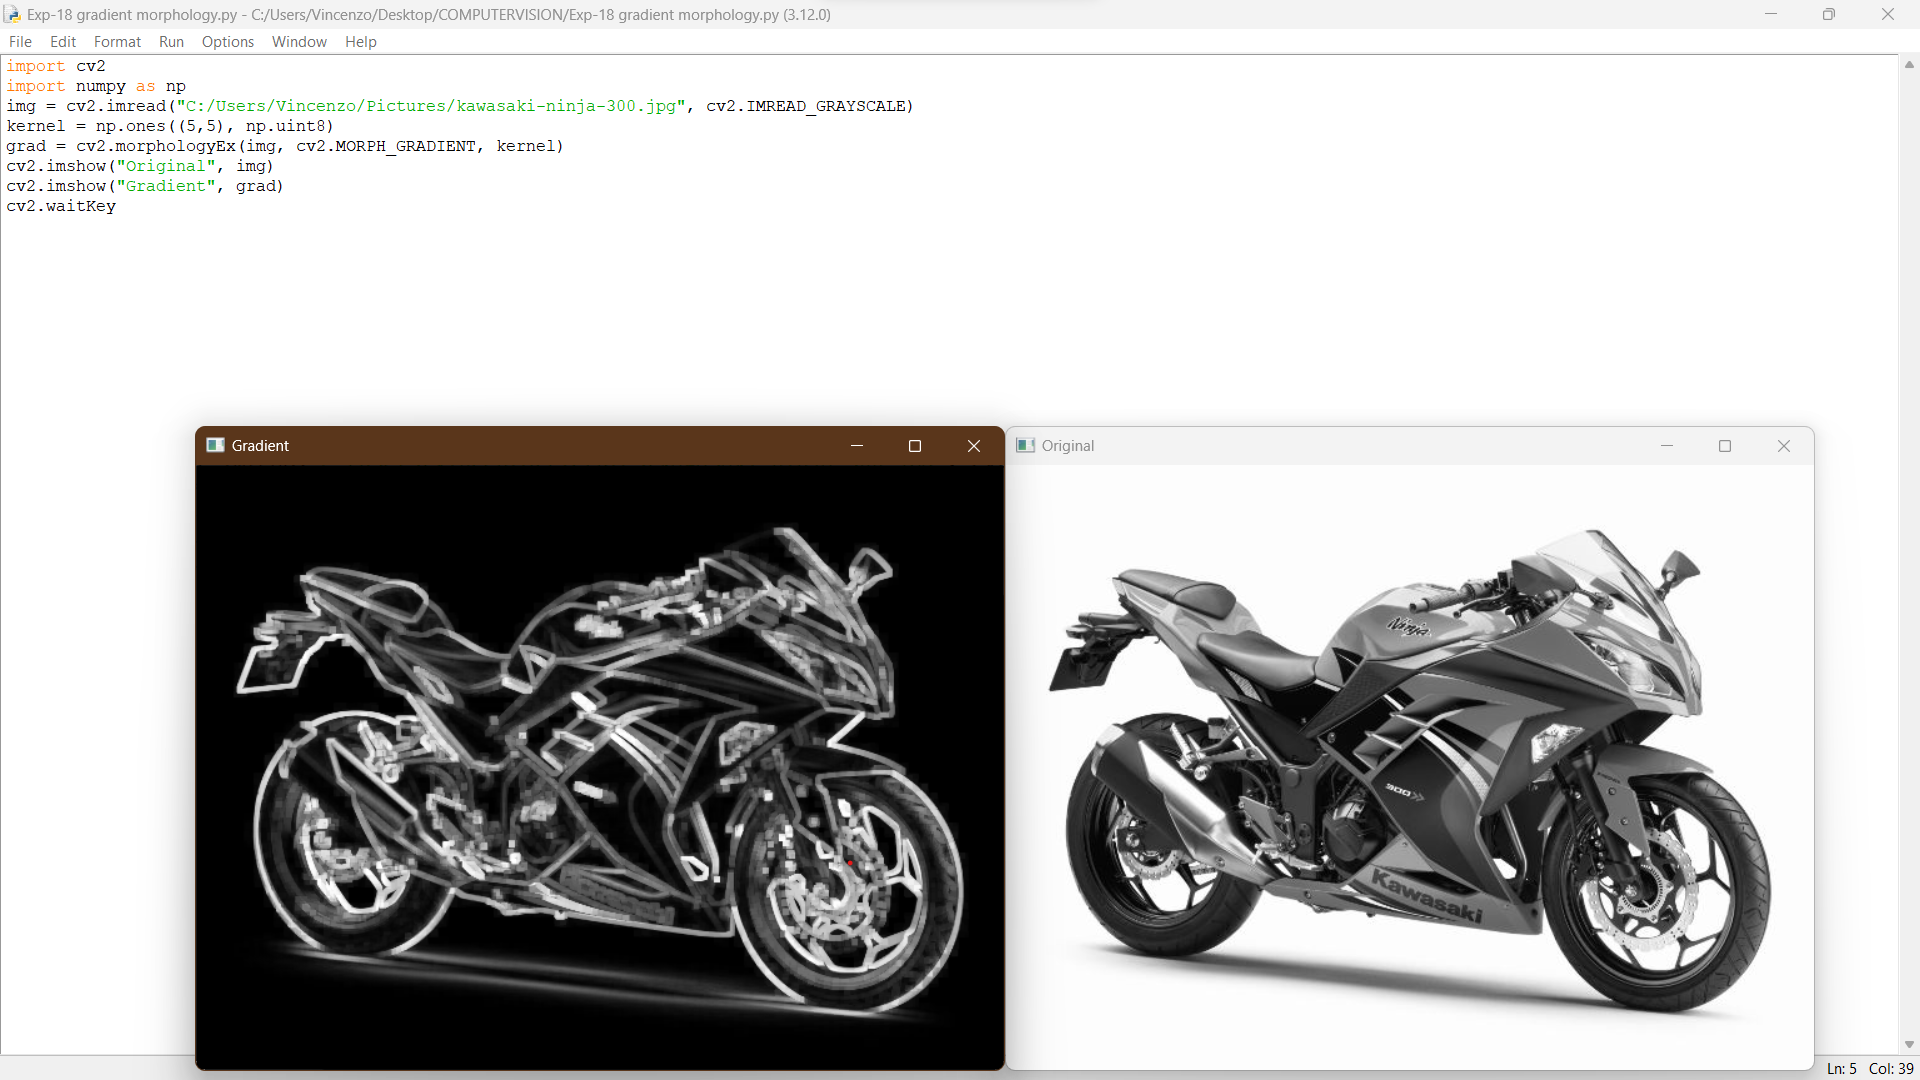 Exp-18 gradient morphology.py - C:/Users/Vincenzo/Desktop/COMPUTERVISION/Exp-18 gradient morphology.py (3.12.0)
File Edit Format Run Options Window Help
import cv2
import numpy as np
img = cv2.imread("C:/Users/Vincenzo/Pictures/kawasaki-ninja-300.jpg", cv2.IMREAD_GRAYSCALE)
kernel = np.ones((5,5), np.uint8)
grad = cv2.morphologyEx(img, cv2.MORPH_GRADIENT, kernel)
cv2.imshow("Original", img)
cv2.imshow("Gradient", grad)
cv2.waitKey
Gradient
Original
Ninja
300
Kawasaki
Ln: 5 Col: 39